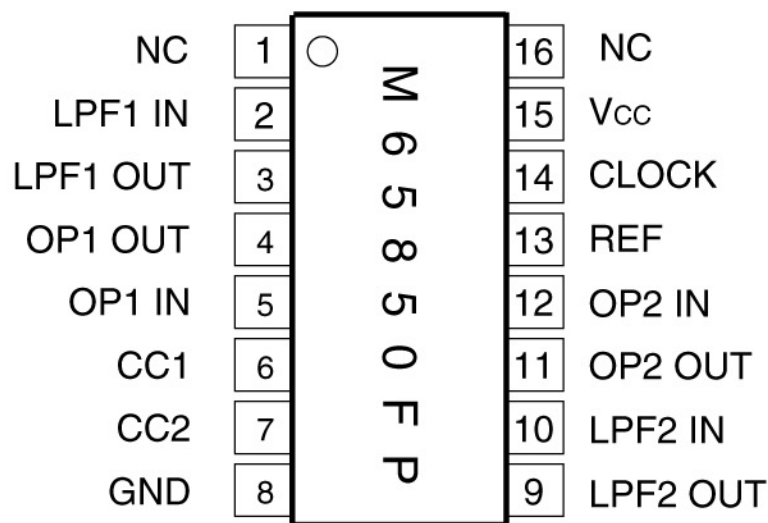 NC 1 16 NC
LPF1 IN 2 15 Vcc
LPF1 OUT 3 14 CLOCK
OP1 OUT 4 13 REF
OP1 IN 5 12 OP2 IN
CC1 6 11 OP2 OUT
CC2 7 10 LPF2 IN
GND 8 9 LPF2 OUT
M65850FP